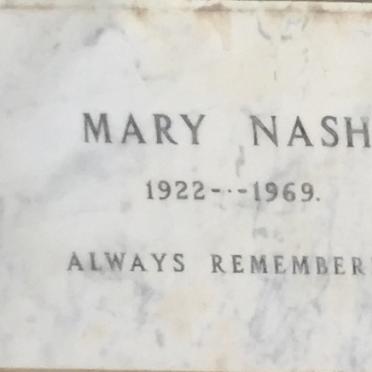 MARY NASH
1922-·-1969.
ALWAYS REMEMBER